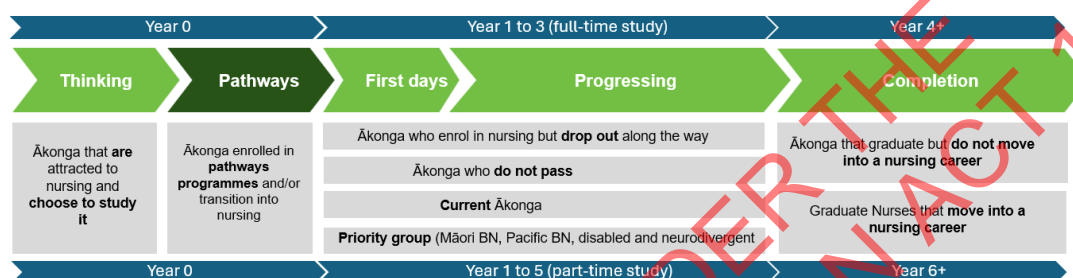 Year 0
Year 1 to 3 (full-time study)
Year 4+
Thinking
Pathways
First days
Progressing
Completion
Ākonga that are
attracted to
nursing and
choose to study
it
Ākonga enrolled in
pathways
programmes and/or
transition into
nursing
Ākonga who enrol in nursing but drop out along the way
Ākonga who do not pass
Current Ākonga
Priority group (Māori BN, Pacific BN, disabled and neurodivergent
Ākonga that graduate but do not move
into a nursing career
Graduate Nurses that move into a
nursing career
Year 0
Year 1 to 5 (part-time study)
Year 6+
DER THE
N ACT 1